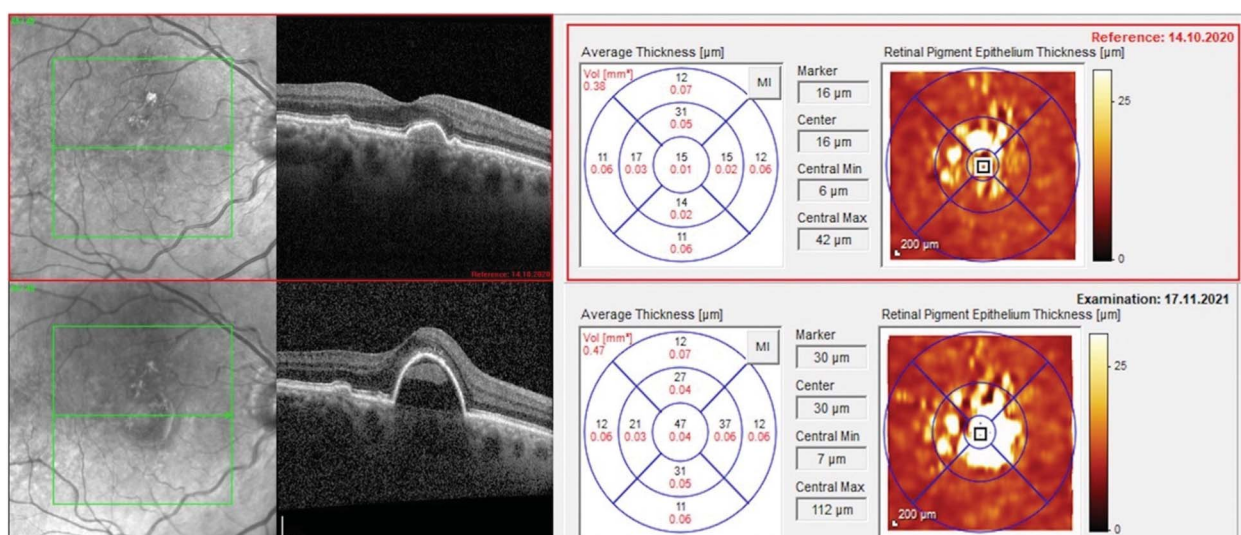 Reference: 14.10.2020
Average Thickness [µm]
Retinal Pigment Epithelium Thickness [µm]
Vol [mm³]
0.38
12
0.07
MI
31
0.05
11
0.06
17
0.03
15
0.01
15
0.02
12
0.06
14
0.02
11
0.06
Marker
16 µm
Center
16 µm
Central Min
6 µm
Central Max
42 µm
25
0
200 µm
Reference: 14.10.2020
Examination: 17.11.2021
Average Thickness [µm]
Retinal Pigment Epithelium Thickness [µm]
Vol [mm³]
0.47
12
0.07
MI
27
0.04
12
0.06
21
0.03
47
0.04
37
0.06
12
0.06
31
0.05
11
0.06
Marker
30 µm
Center
30 µm
Central Min
7 µm
Central Max
112 µm
25
0
200 µm